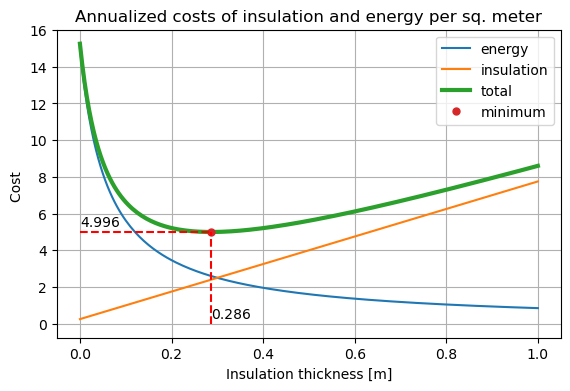 Annualized costs of insulation and energy per sq. meter
16
14
12
10
8
6
4
2
0
Cost
energy
insulation
total
minimum
4.996
0.286
0.0
0.2
0.4
0.6
0.8
1.0
Insulation thickness [m]